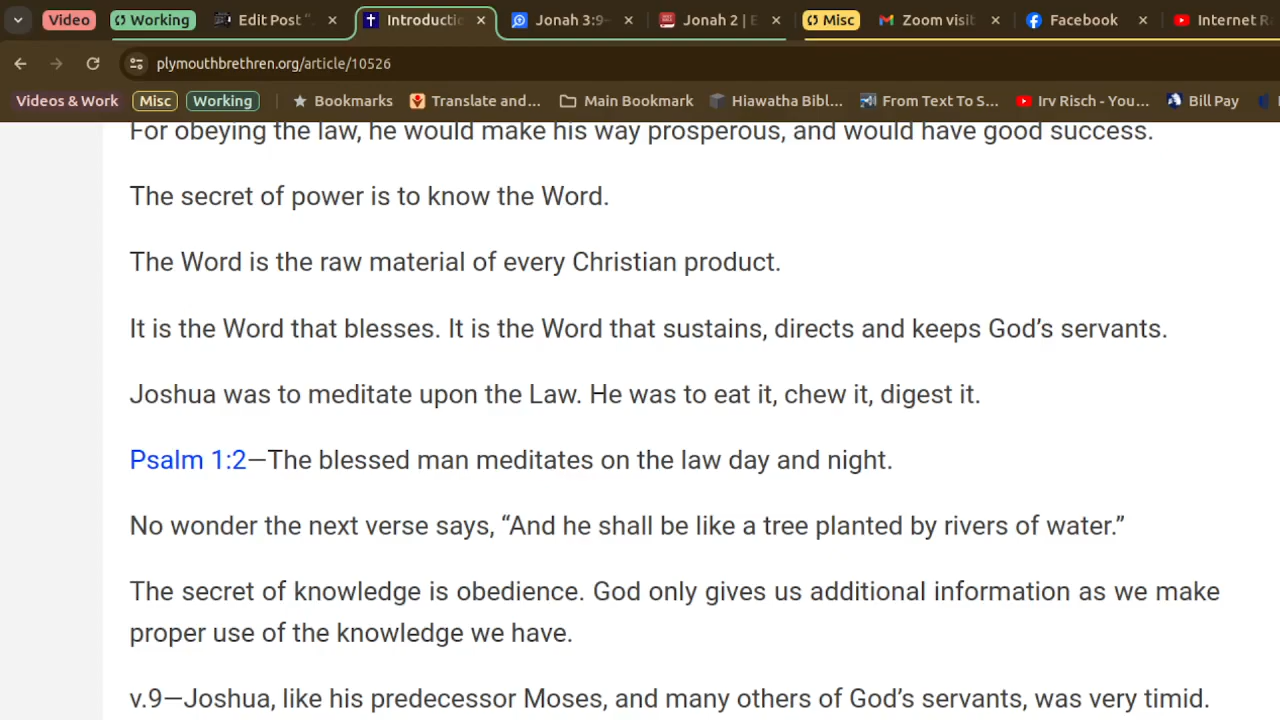 Video
Working
Edit Post “
Introductio
Jonah 3:9-
Jonah 2 | E
Misc
Zoom visit
Facebook
Internet R
plymouthbrethren.org/article/10526
Videos & Work
Misc
Working
Bookmarks
Translate and...
Main Bookmark
Hiawatha Bibl...
From Text To S...
Irv Risch - You...
Bill Pay
For obeying the law, he would make his way prosperous, and would have good success.
The secret of power is to know the Word.
The Word is the raw material of every Christian product.
It is the Word that blesses. It is the Word that sustains, directs and keeps God’s servants.
Joshua was to meditate upon the Law. He was to eat it, chew it, digest it.
Psalm 1:2—The blessed man meditates on the law day and night.
No wonder the next verse says, “And he shall be like a tree planted by rivers of water.”
The secret of knowledge is obedience. God only gives us additional information as we make
proper use of the knowledge we have.
v.9—Joshua, like his predecessor Moses, and many others of God’s servants, was very timid.